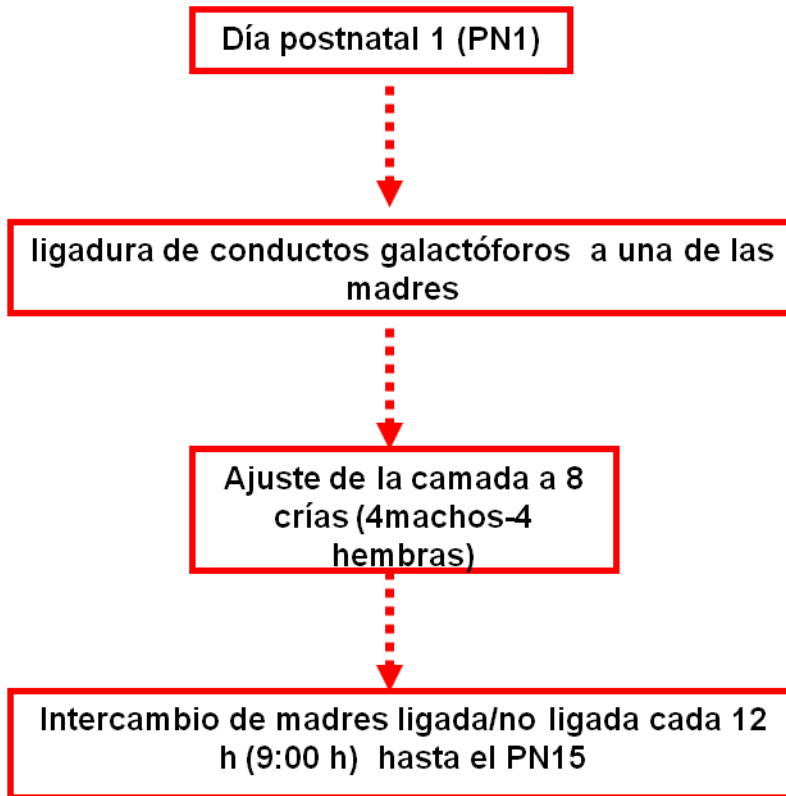 Día postnatal 1 (PN1)
ligadura de conductos galactóforos a una de las
madres
Ajuste de la camada a 8
crías (4machos-4
hembras)
Intercambio de madres ligada/no ligada cada 12
h (9:00 h) hasta el PN15